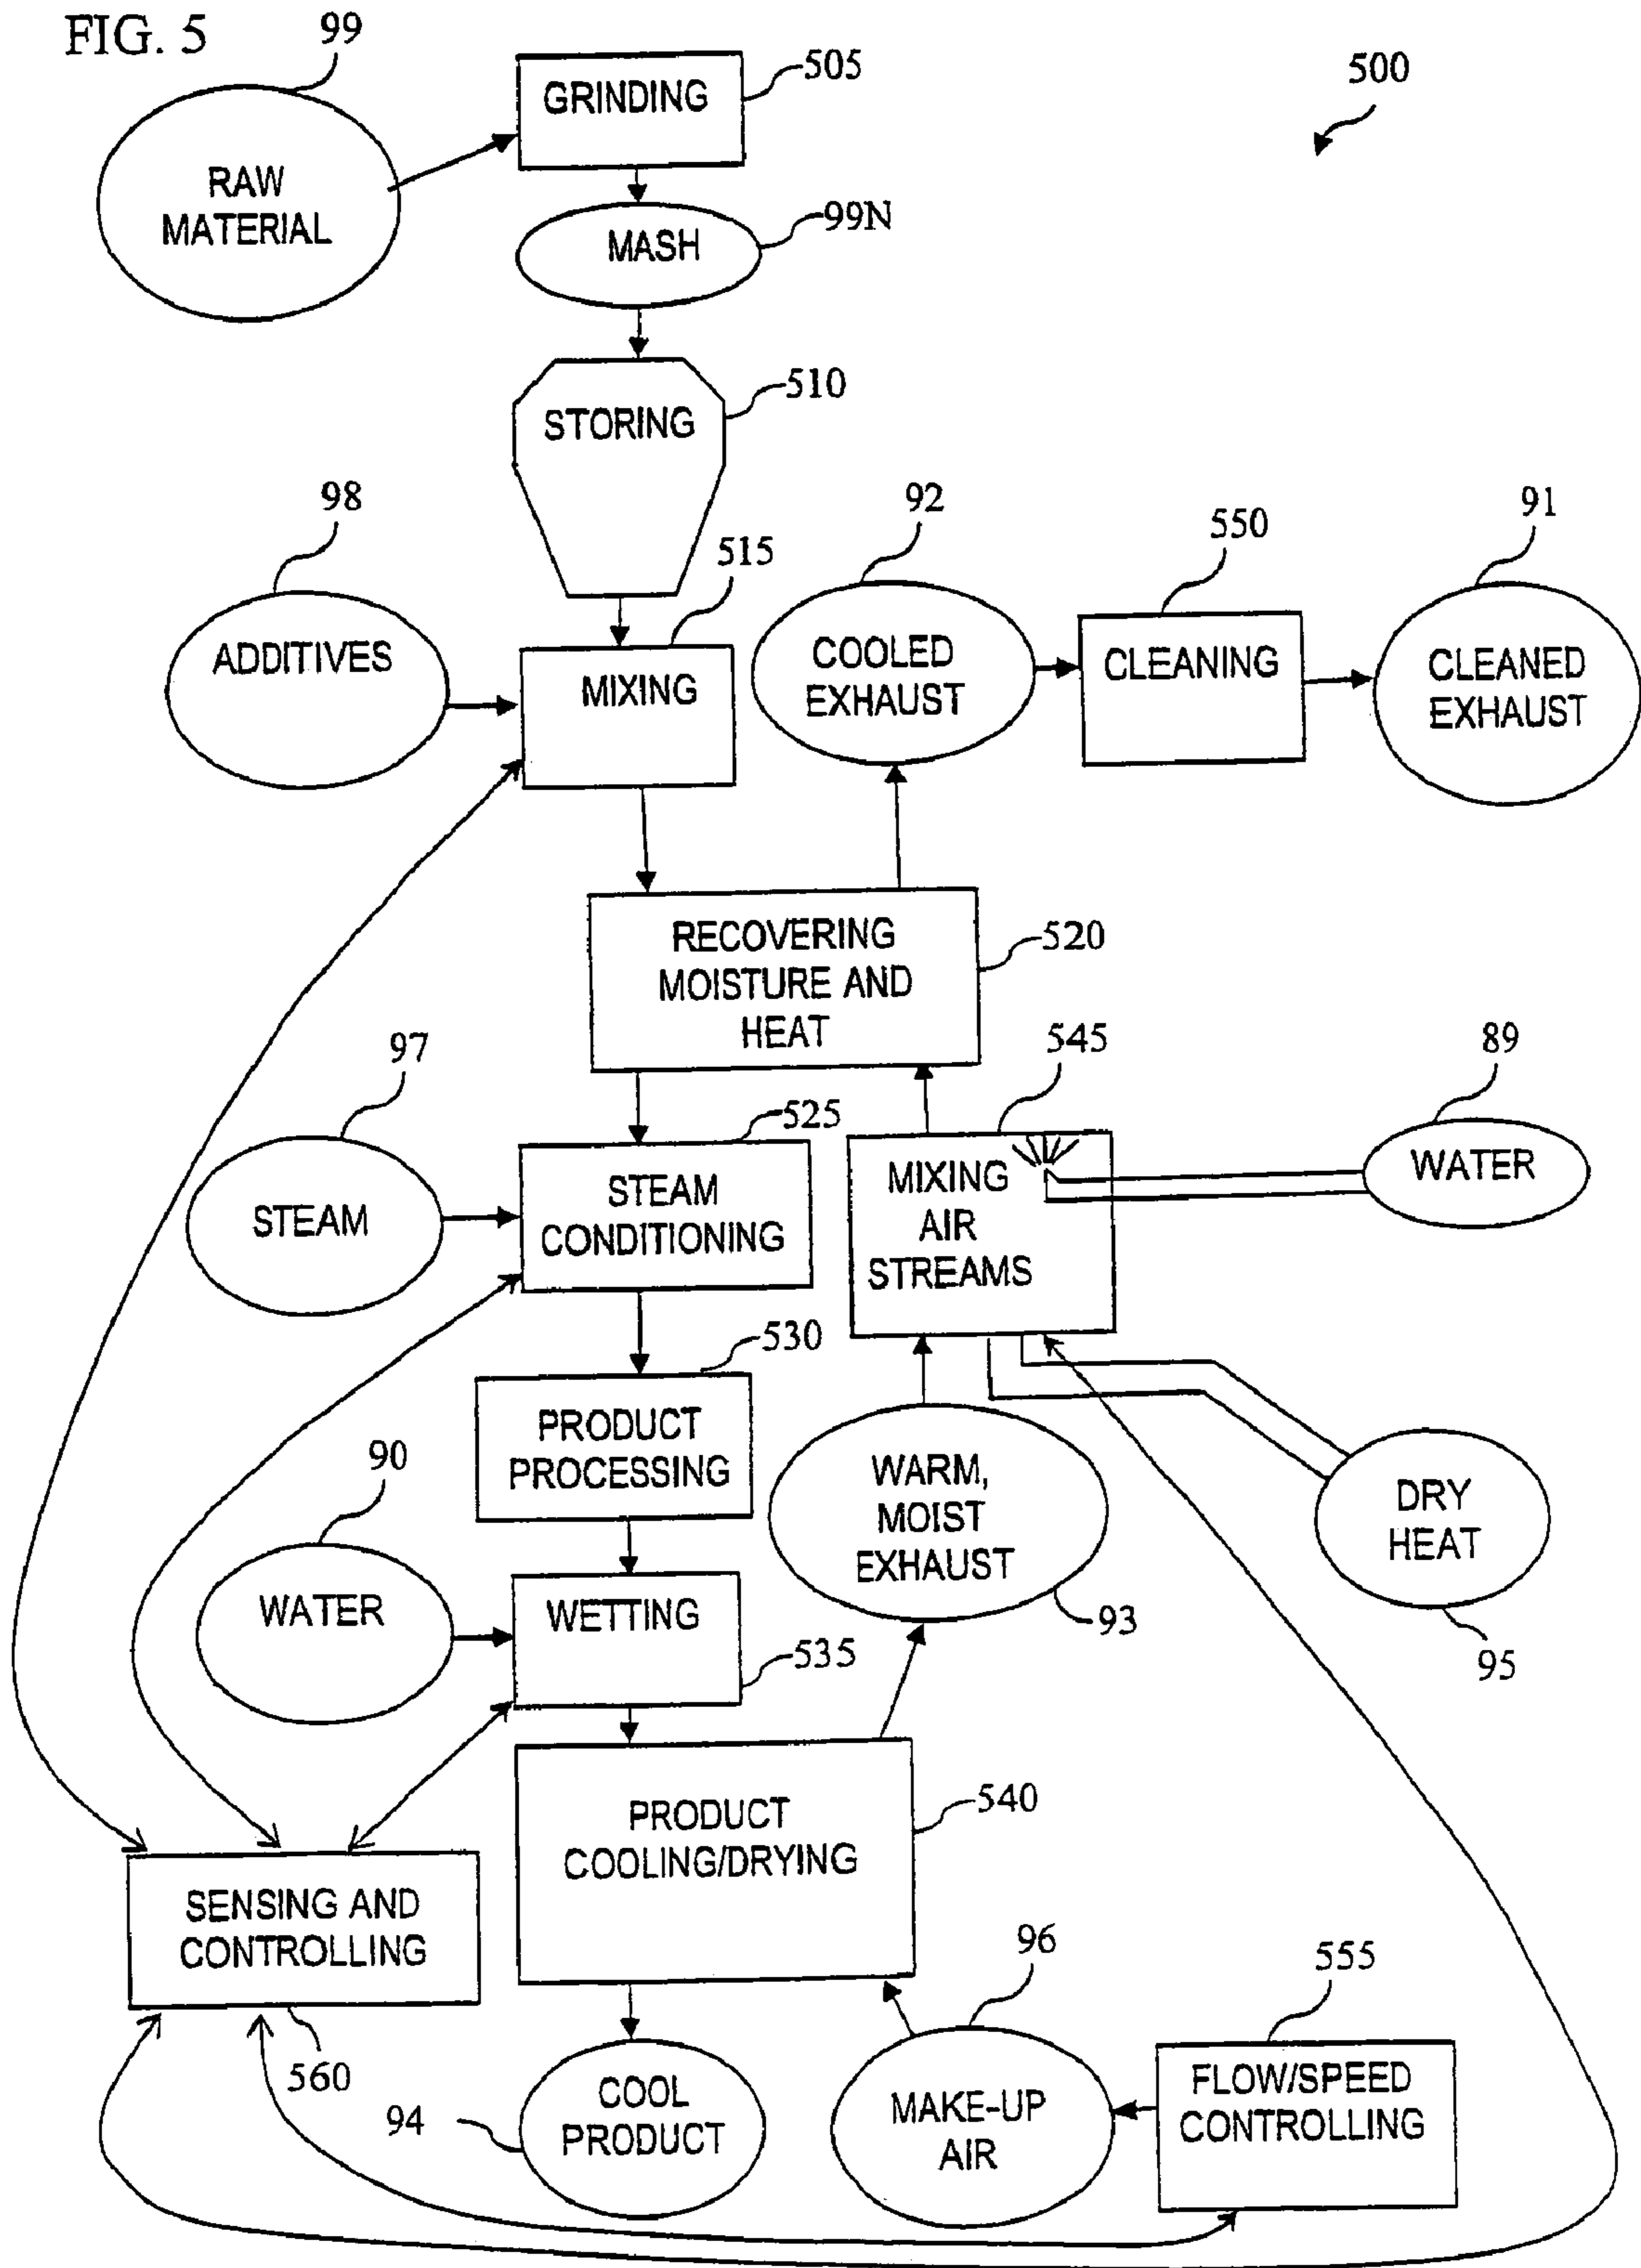 FIG. 5
99
GRINDING
505
500
RAW
MATERIAL
MASH
99N
STORING
510
98
92
550
91
515
ADDITIVES
MIXING
COOLED
EXHAUST
CLEANING
CLEANED
EXHAUST
RECOVERING
MOISTURE AND
HEAT
520
97
545
89
525
STEAM
STEAM
CONDITIONING
MIXING
AIR
STREAMS
WATER
530
PRODUCT
PROCESSING
90
WARM,
MOIST
EXHAUST
DRY
HEAT
WATER
WETTING
535
93
95
PRODUCT
COOLING/DRYING
540
SENSING AND
CONTROLLING
96
555
560
94
COOL
PRODUCT
MAKE-UP
AIR
FLOW/SPEED
CONTROLLING